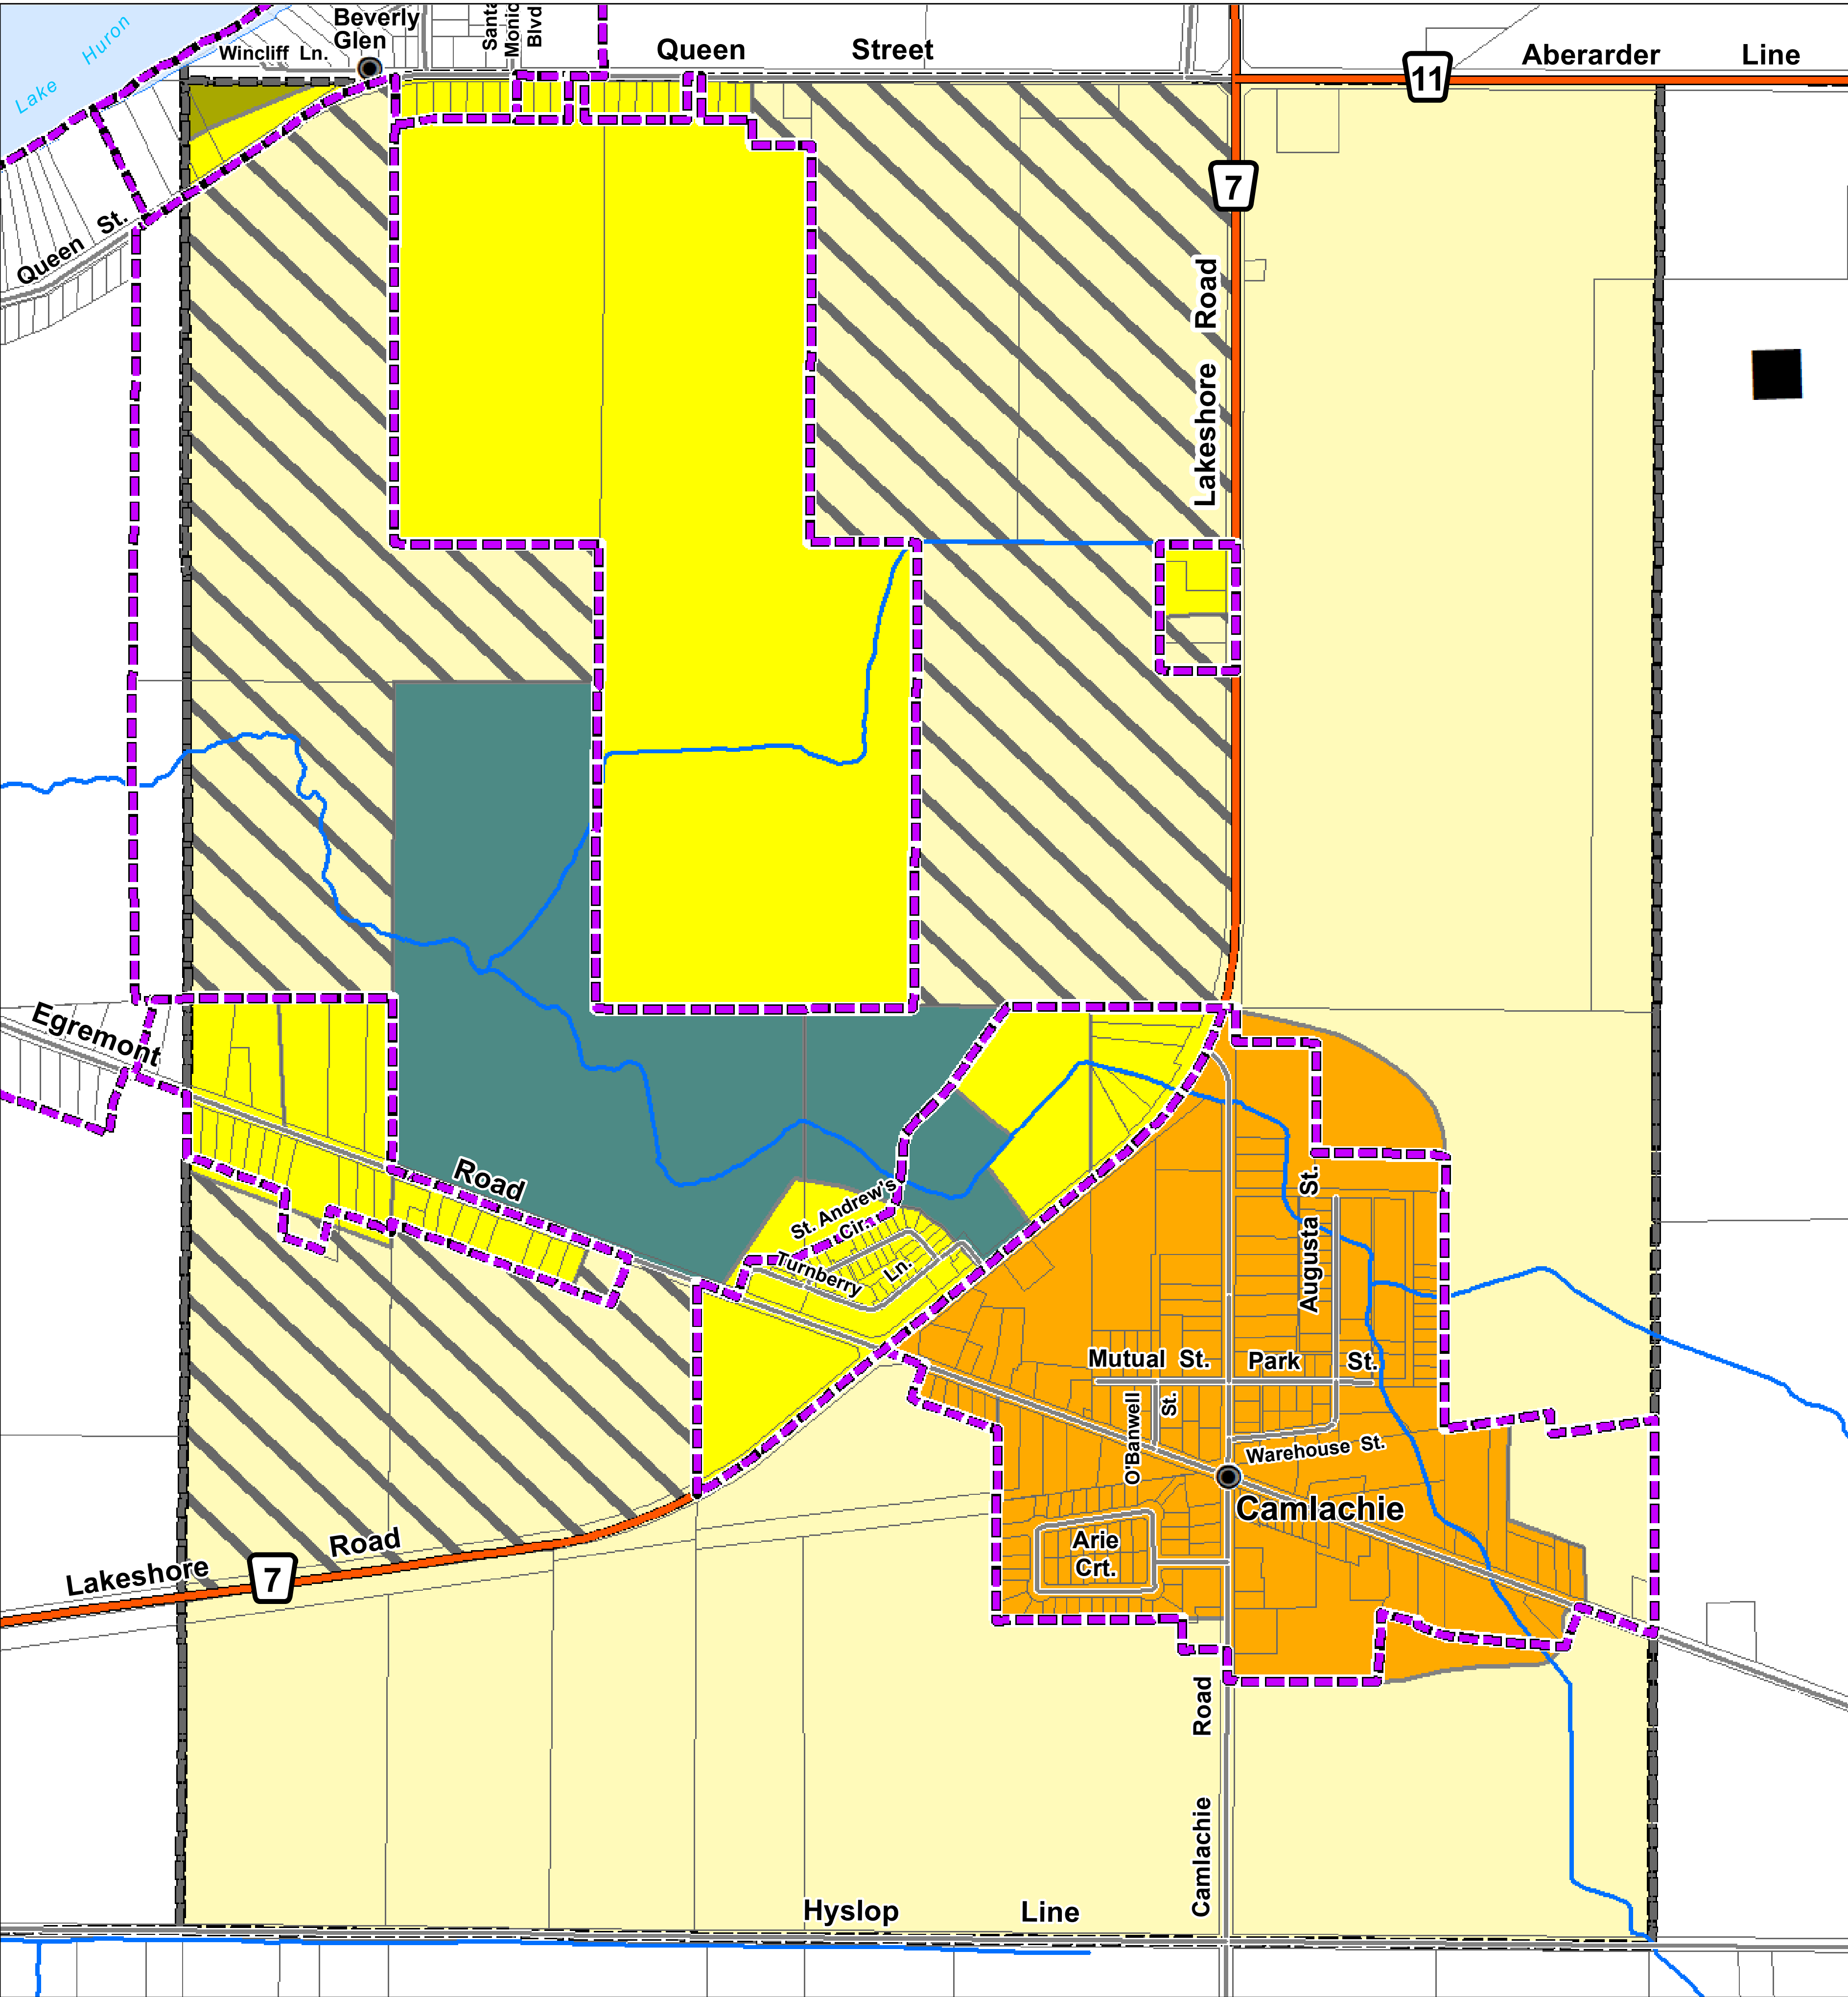 Lake Huron
Beverly
Glen
Santa
Monic
Blvd
Wincliff Ln.
Queen Street
Aberarder Line
11
7
Queen St.
Lakeshore Road
Egremont Road
St. Andrew's
Cir.
Turnberry Ln.
Augusta St.
Mutual St.
Park St.
O'Banwell St.
Warehouse St.
Camlachie
Arie
Crt.
Lakeshore Road
7
Camlachie Road
Hyslop Line